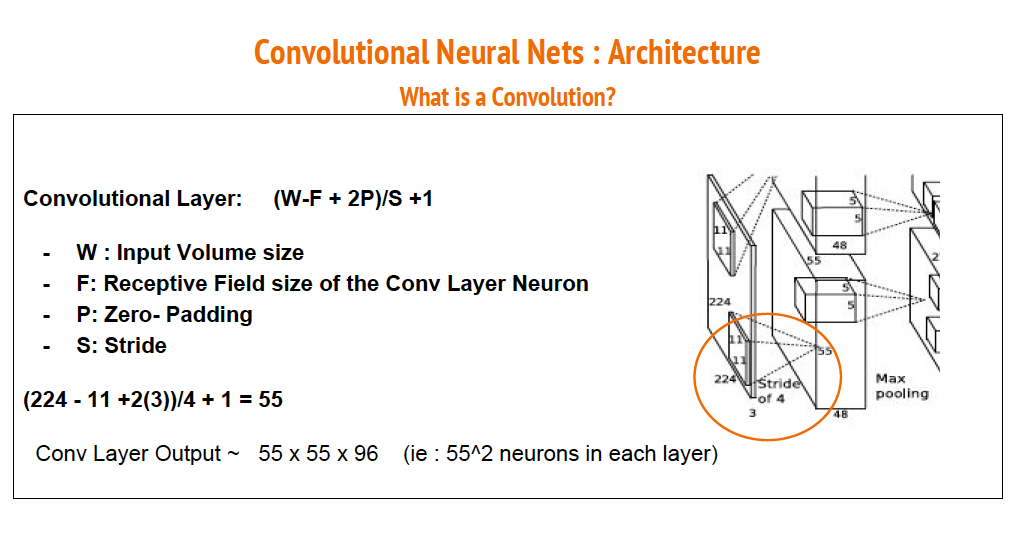 Convolutional Neural Nets : Architecture
What is a Convolution?
Convolutional Layer: (W-F + 2P)/S +1
- W : Input Volume size
- F: Receptive Field size of the Conv Layer Neuron
- P: Zero- Padding
- S: Stride
(224 - 11 +2(3))/4 + 1 = 55
Conv Layer Output ~ 55 x 55 x 96 (ie : 55^2 neurons in each layer)
11
11
224
11
11
224
3
Stride
of 4
5
5
48
55
5
5
55
48
Max
pooling